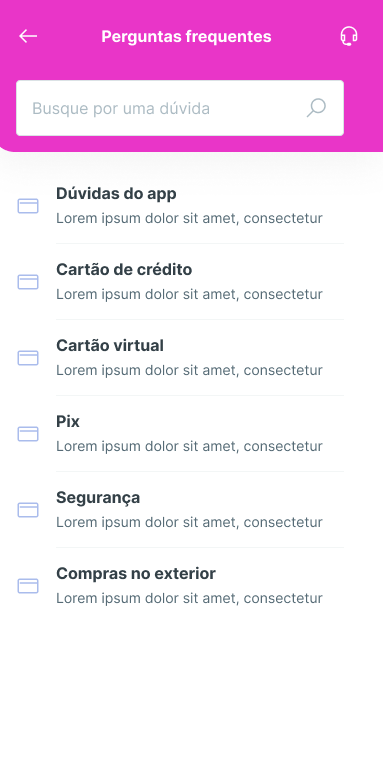 Perguntas frequentes
Busque por uma dúvida
Dúvidas do app
Lorem ipsum dolor sit amet, consectetur
Cartão de crédito
Lorem ipsum dolor sit amet, consectetur
Cartão virtual
Lorem ipsum dolor sit amet, consectetur
Pix
Lorem ipsum dolor sit amet, consectetur
Segurança
Lorem ipsum dolor sit amet, consectetur
Compras no exterior
Lorem ipsum dolor sit amet, consectetur